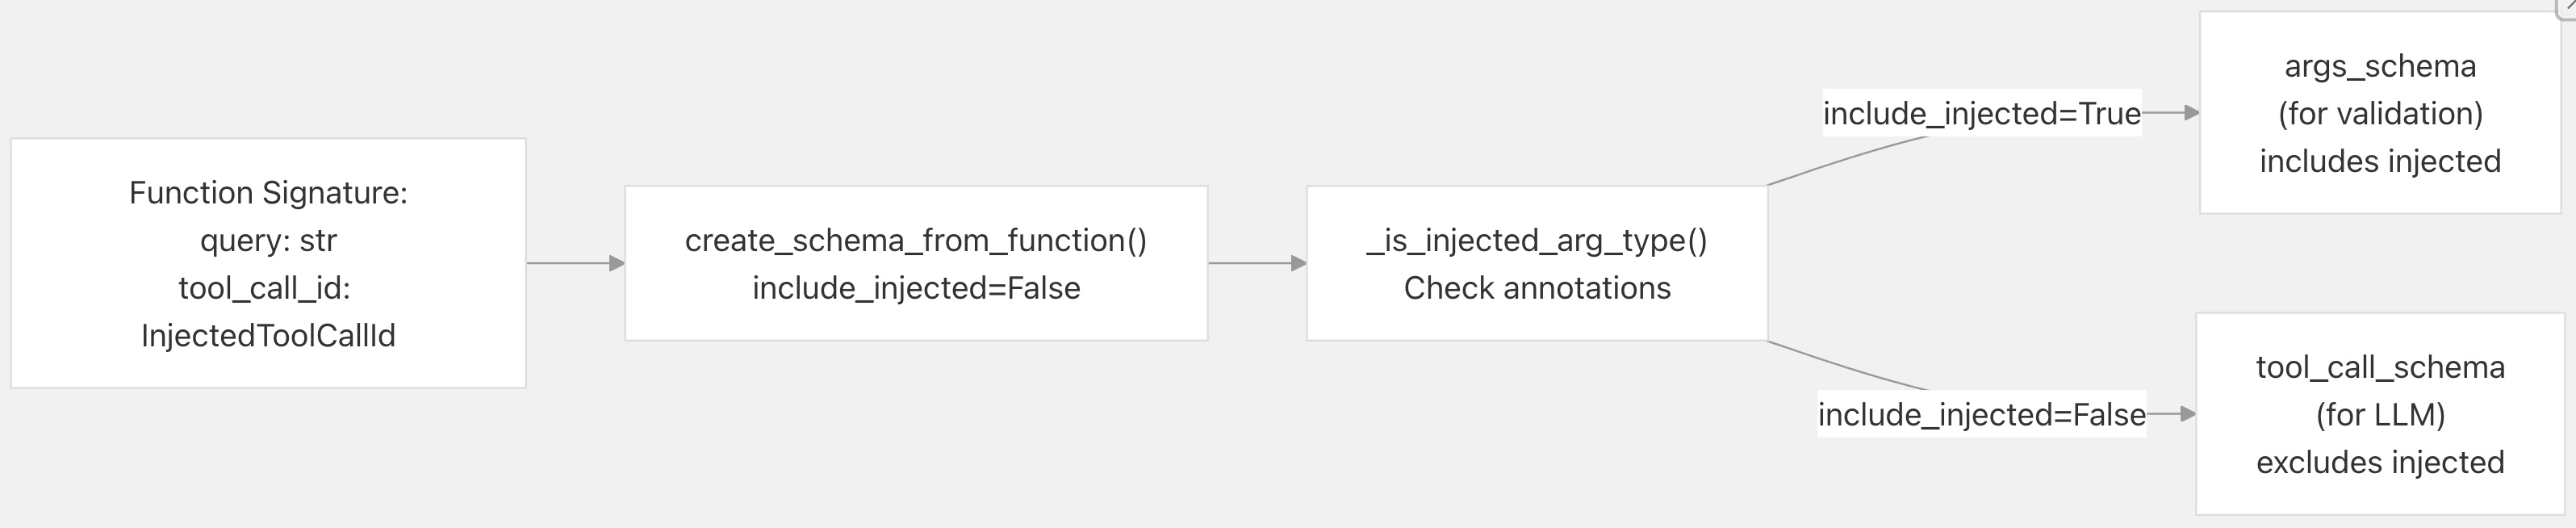 Function Signature:
query: str
tool_call_id:
InjectedToolCallId
create_schema_from_function()
include_injected=False
_is_injected_arg_type()
Check annotations
include_injected=True
include_injected=False
args_schema
(for validation)
includes injected
tool_call_schema
(for LLM)
excludes injected